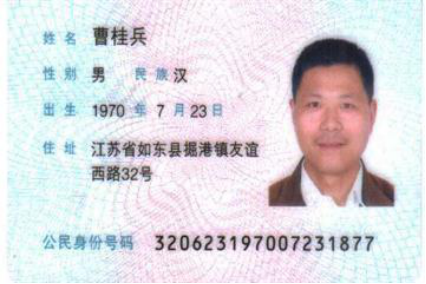 姓名 曹桂兵
性别 男 民族 汉
出生 1970 年 7 月 23 日
住址 江苏省如东县掘港镇友谊
西路32号
公民身份号码 320623197007231877